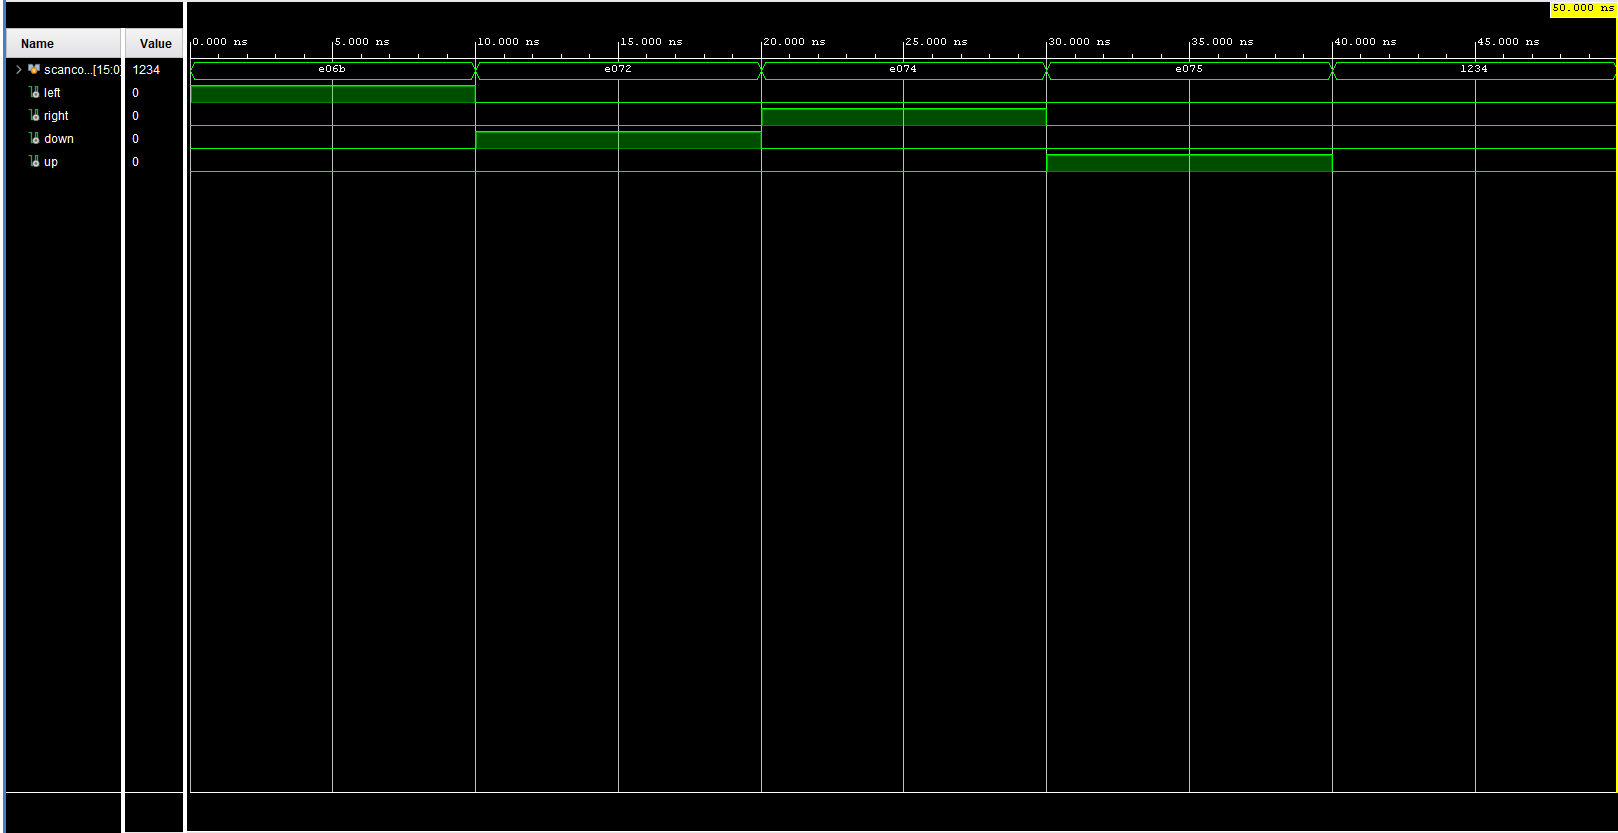 50.000 ns
Name Value
0.000 ns 5.000 ns 10.000 ns 15.000 ns 20.000 ns 25.000 ns 30.000 ns 35.000 ns 40.000 ns 45.000 ns
scanco...[15:0] 1234 e06b e072 e074 e075 1234
left 0
right 0
down 0
up 0